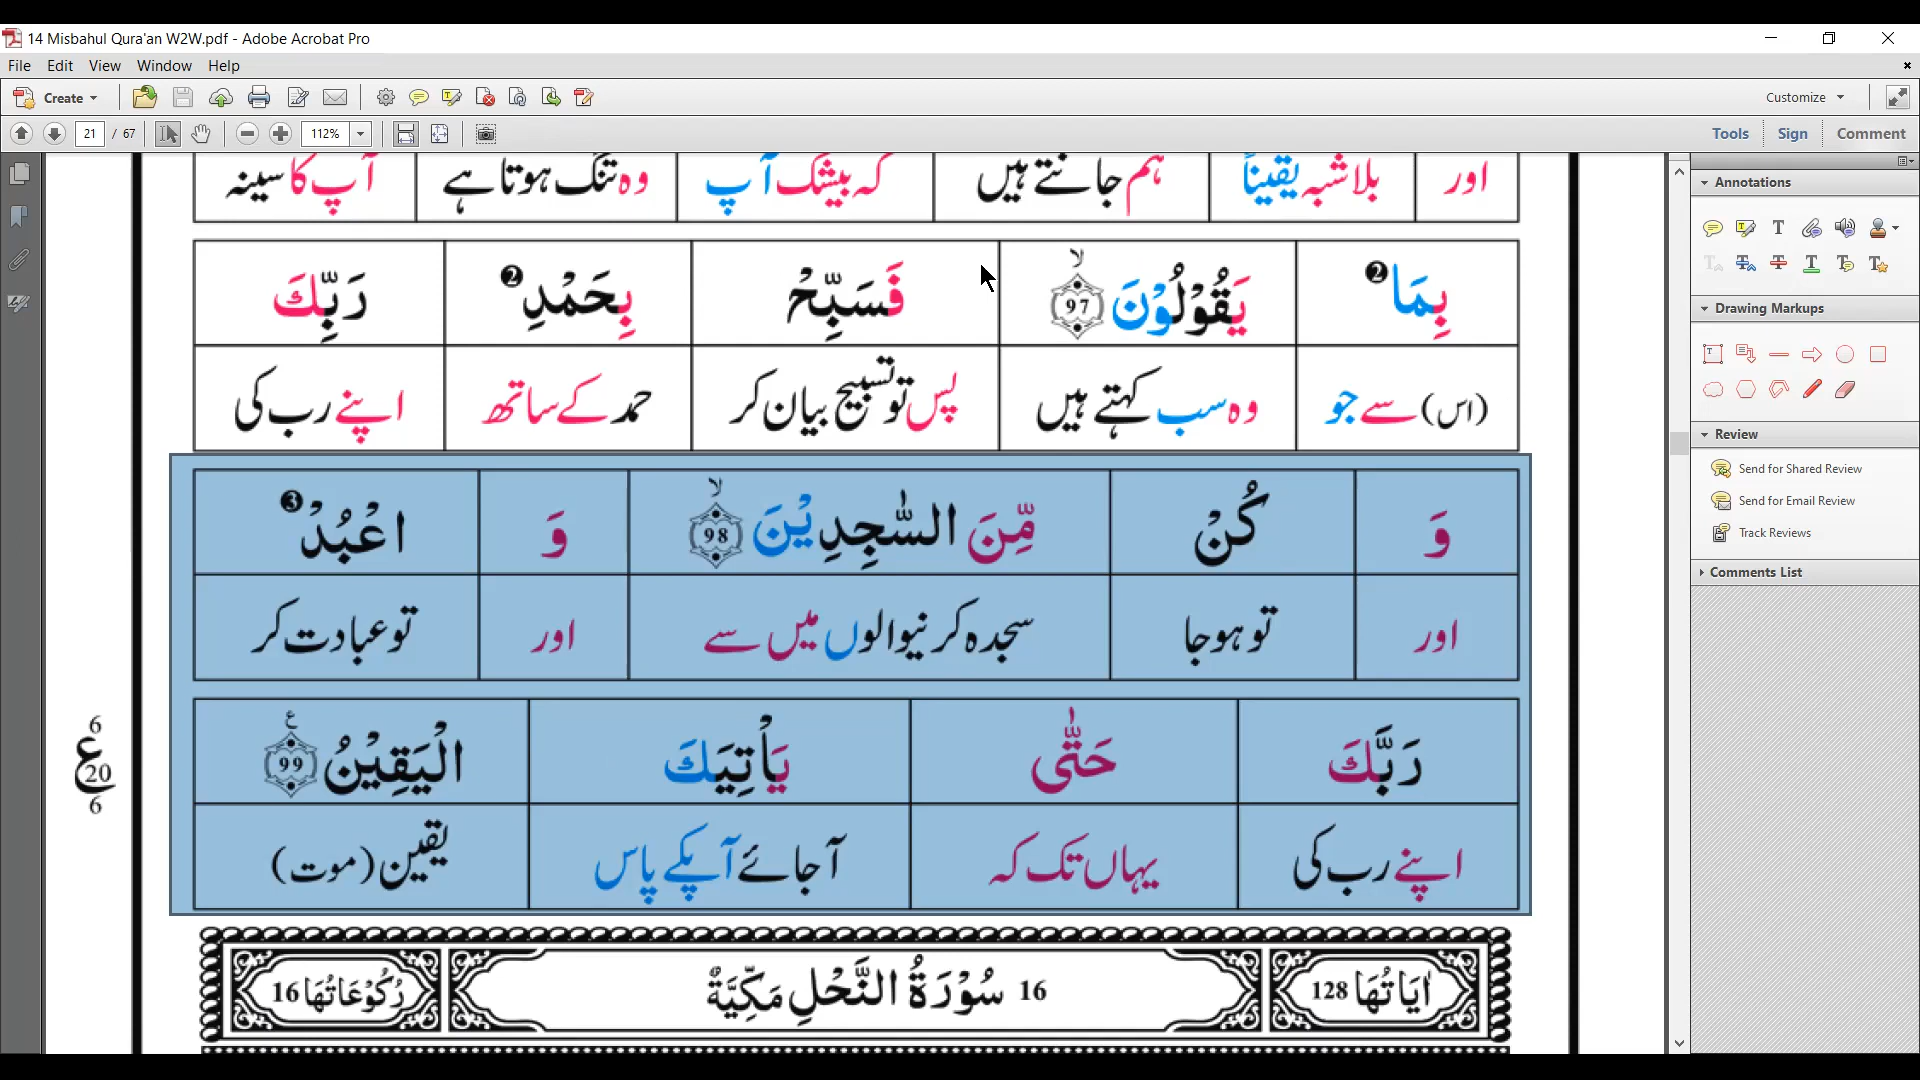 14 Misbahul Qura'an W2W.pdf - Adobe Acrobat Pro
File Edit View Window Help
Create Customize
21 / 67 112% Tools Sign Comment
اور بلاشبہ یقیناً ہم جانتے ہیں کہ بیشک آپ وہ تنگ ہوتا ہے آپ کا سینہ
بِمَا ❷ يَقُوْلُوْنَ ۙ 97 فَسَبِّحْ بِحَمْدِ ❷ رَبِّكَ
(اس) سے جو وہ سب کہتے ہیں پس تو تسبیح بیان کر حمد کے ساتھ اپنے رب کی
وَ كُنْ مِّنَ السّٰجِدِيْنَ ۙ 98 وَ اعْبُدْ ❸
اور تو ہو جا سجدہ کرنیوالوں میں سے اور تو عبادت کر
رَبَّكَ حَتّٰى يَاْتِيَكَ الْيَقِيْنُ ع 99
اپنے رب کی یہاں تک کہ آ جائے آپکے پاس یقین (موت)
6
ع
20
6
اٰيَاتُهَا 128 16 سُوْرَةُ النَّحْلِ مَكِّيَّةٌ رُكُوْعَاتُهَا 16
Annotations
Drawing Markups
Review
Send for Shared Review
Send for Email Review
Track Reviews
Comments List